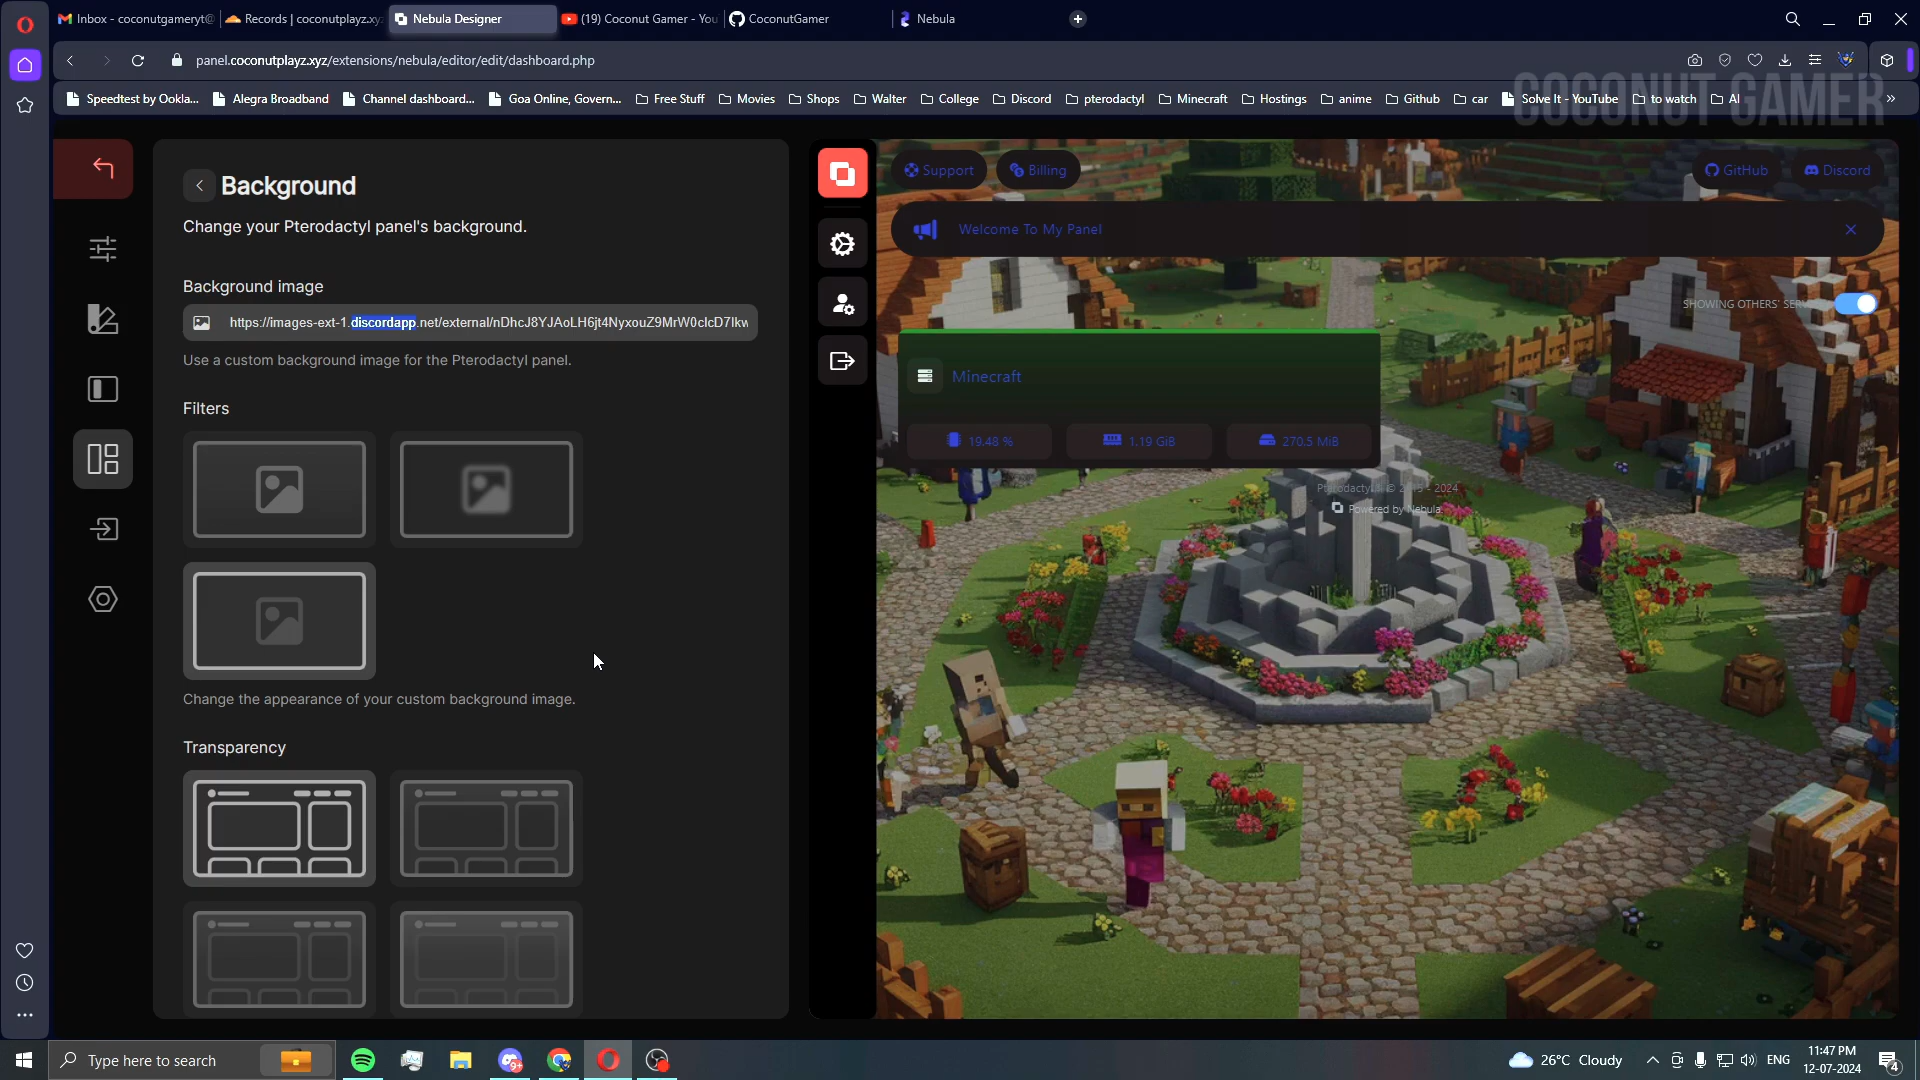 Inbox - coconutgameryt@
Records | coconutplayz.xy
Nebula Designer
(19) Coconut Gamer - You
CoconutGamer
Nebula
panel.coconutplayz.xyz/extensions/nebula/editor/edit/dashboard.php
Speedtest by Ookla...
Alegra Broadband
Channel dashboard...
Goa Online, Govern...
Free Stuff
Movies
Shops
Walter
College
Discord
pterodactyl
Minecraft
Hostings
anime
Github
car
Solve It - YouTube
to watch
AI
COCONUT GAMER
Background
Change your Pterodactyl panel's background.
Background image
https://images-ext-1.discordapp.net/external/nDhcJ8YJAoLH6jt4NyxouZ9MrW0clcD7Ikw
Use a custom background image for the Pterodactyl panel.
Filters
Change the appearance of your custom background image.
Transparency
Support
Billing
GitHub
Discord
Welcome To My Panel
SHOWING OTHERS'
Minecraft
19.48 %
1.19 GiB
270.5 MiB
Pterodactyl
- 2024
Powered by Nebula
Type here to search
26°C Cloudy
ENG
11:47 PM
12-07-2024
4